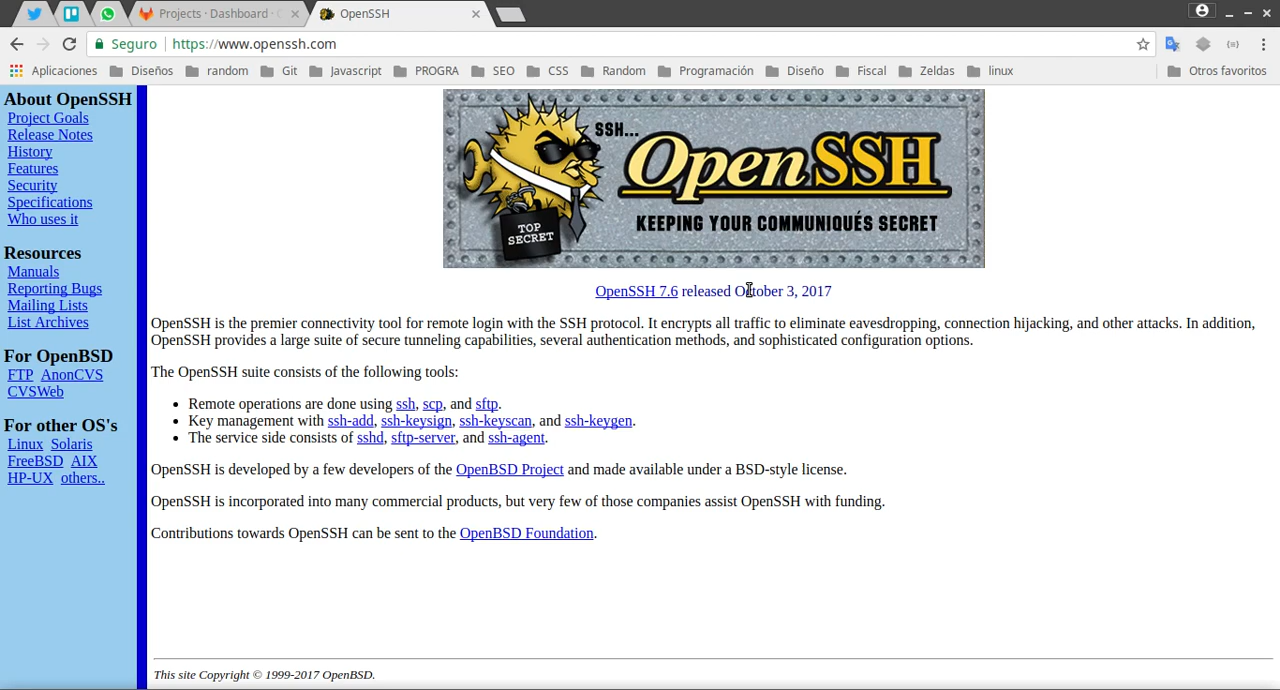 Projects · Dashboard ·
OpenSSH
Seguro
https://www.openssh.com
Aplicaciones Diseños random Git Javascript PROGRA SEO CSS Random Programación Diseño Fiscal Zeldas linux Otros favoritos
About OpenSSH
Project Goals
Release Notes
History
Features
Security
Specifications
Who uses it
Resources
Manuals
Reporting Bugs
Mailing Lists
List Archives
For OpenBSD
FTP AnonCVS
CVSWeb
For other OS's
Linux Solaris
FreeBSD AIX
HP-UX others..
SSH...
OpenSSH
KEEPING YOUR COMMUNIQUÉS SECRET
TOP
SECRET
OpenSSH 7.6 released October 3, 2017
OpenSSH is the premier connectivity tool for remote login with the SSH protocol. It encrypts all traffic to eliminate eavesdropping, connection hijacking, and other attacks. In addition,
OpenSSH provides a large suite of secure tunneling capabilities, several authentication methods, and sophisticated configuration options.
The OpenSSH suite consists of the following tools:
• Remote operations are done using ssh, scp, and sftp.
• Key management with ssh-add, ssh-keysign, ssh-keyscan, and ssh-keygen.
• The service side consists of sshd, sftp-server, and ssh-agent.
OpenSSH is developed by a few developers of the OpenBSD Project and made available under a BSD-style license.
OpenSSH is incorporated into many commercial products, but very few of those companies assist OpenSSH with funding.
Contributions towards OpenSSH can be sent to the OpenBSD Foundation.
This site Copyright © 1999-2017 OpenBSD.